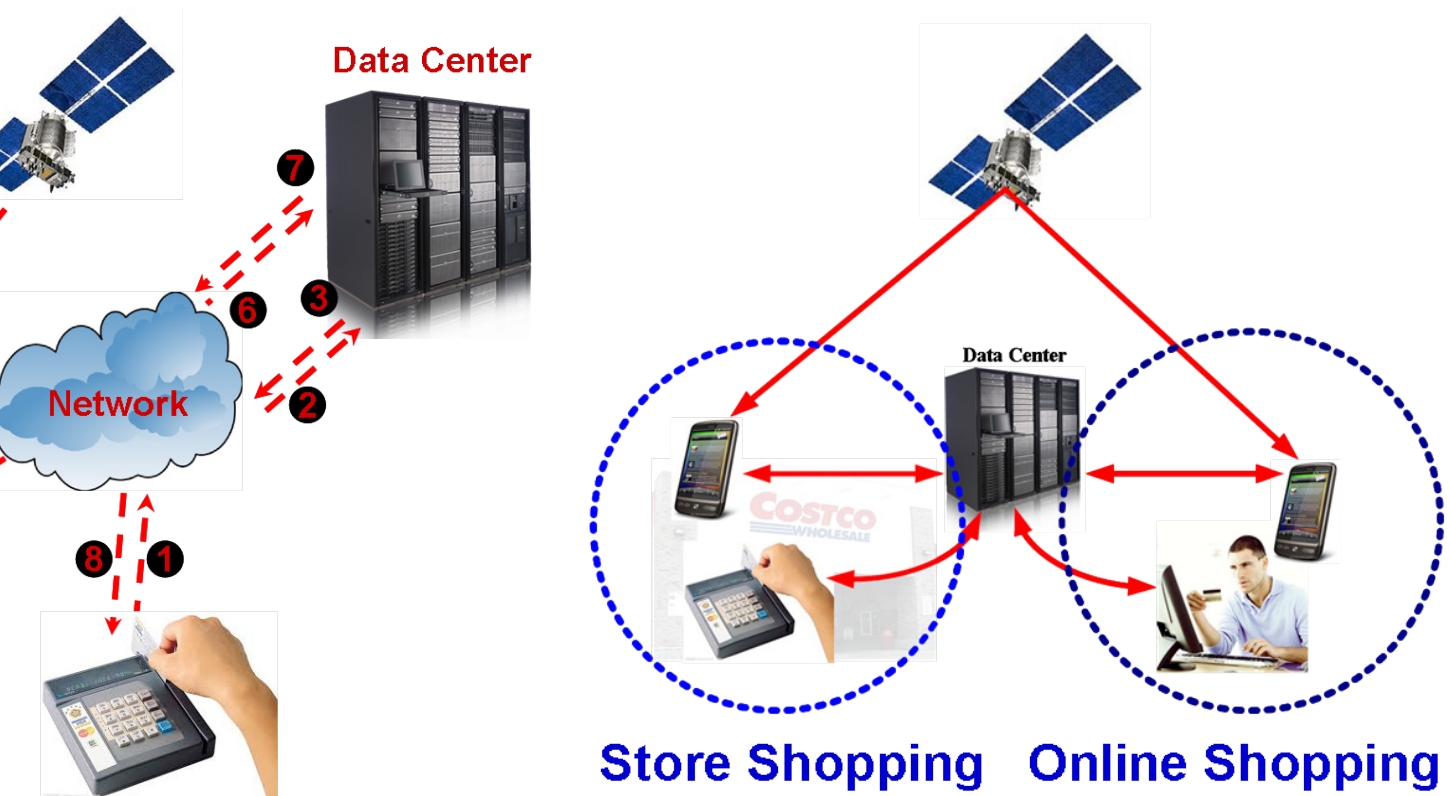 Data Center
7
3
6
Network
2
8
1
Data Center
COSTCO
WHOLESALE
Store Shopping
Online Shopping